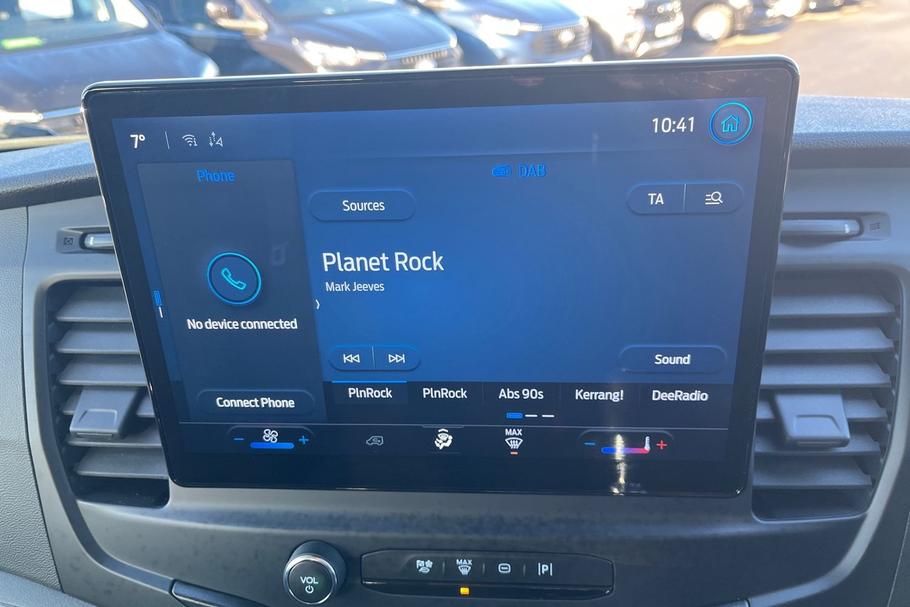 7°
10:41
Phone
DAB
Sources
TA
Planet Rock
Mark Jeeves
No device connected
Sound
Connect Phone
PlnRock
PlnRock
Abs 90s
Kerrang!
DeeRadio
MAX
VOL
MAX
P